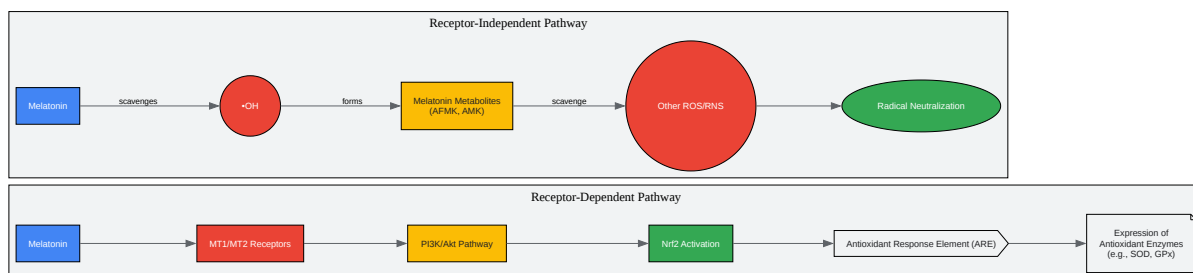 Receptor-Independent Pathway
Melatonin
scavenges
•OH
forms
Melatonin Metabolites
(AFMK, AMK)
scavenge
Other ROS/RNS
Radical Neutralization
Receptor-Dependent Pathway
Melatonin
MT1/MT2 Receptors
PI3K/Akt Pathway
Nrf2 Activation
Antioxidant Response Element (ARE)
Expression of
Antioxidant Enzymes
(e.g., SOD, GPx)